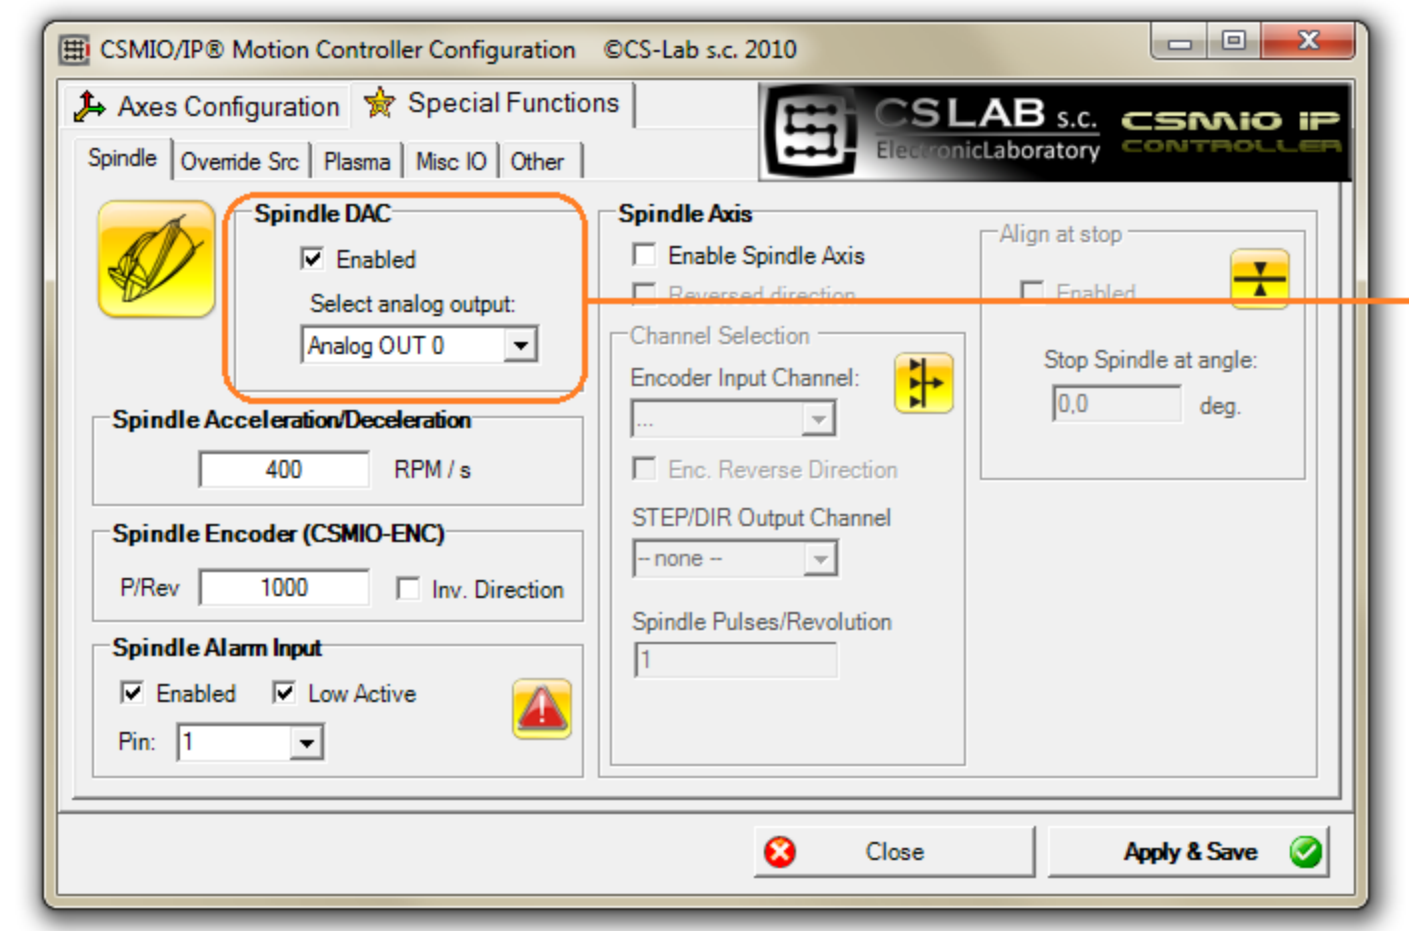 CSMIO/IP® Motion Controller Configuration ©CS-Lab s.c. 2010
Axes Configuration Special Functions
CSLAB s.c.
ElectronicLaboratory
CSMIO IP
CONTROLLER
Spindle Override Src Plasma Misc IO Other
Spindle DAC
Enabled
Select analog output:
Analog OUT 0
Spindle Acceleration/Deceleration
400 RPM / s
Spindle Encoder (CSMIO-ENC)
P/Rev 1000 Inv. Direction
Spindle Alarm Input
Enabled Low Active
Pin: 1
Spindle Axis
Enable Spindle Axis
Reversed direction
Channel Selection
Encoder Input Channel:
...
Enc. Reverse Direction
STEP/DIR Output Channel
-- none --
Spindle Pulses/Revolution
1
Align at stop
Enabled
Stop Spindle at angle:
0,0 deg.
Close Apply & Save